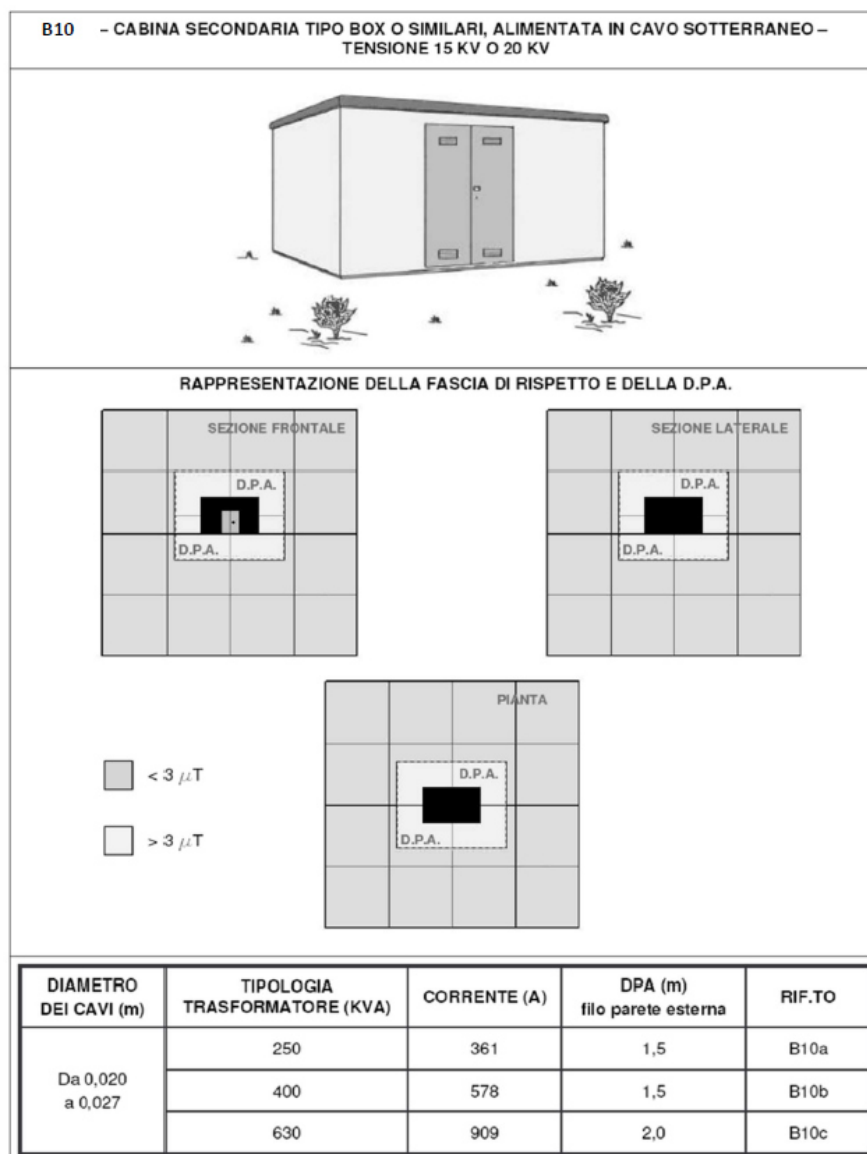 B10 – CABINA SECONDARIA TIPO BOX O SIMILARI, ALIMENTATA IN CAVO SOTTERRANEO –
TENSIONE 15 KV O 20 KV
RAPPRESENTAZIONE DELLA FASCIA DI RISPETTO E DELLA D.P.A.
SEZIONE FRONTALE
D.P.A.
D.P.A.
SEZIONE LATERALE
D.P.A.
D.P.A.
PIANTA
D.P.A.
D.P.A.
< 3 µT
> 3 µT
DIAMETRO
DEI CAVI (m)
TIPOLOGIA
TRASFORMATORE (KVA)
CORRENTE (A)
DPA (m)
filo parete esterna
RIF.TO
Da 0,020
a 0,027
250 361 1,5 B10a
400 578 1,5 B10b
630 909 2,0 B10c